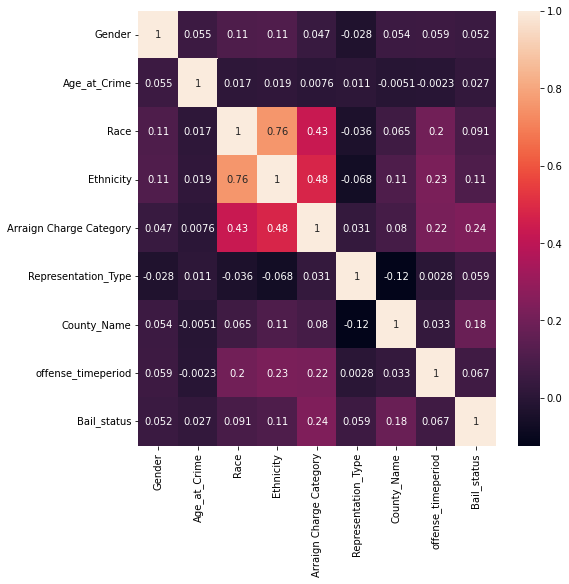 1.0
Gender 1 0.055 0.11 0.11 0.047 -0.028 0.054 0.059 0.052
Age_at_Crime 0.055 1 0.017 0.019 0.0076 0.011 -0.0051 -0.0023 0.027
0.8
Race 0.11 0.017 1 0.76 0.43 -0.036 0.065 0.2 0.091
0.6
Ethnicity 0.11 0.019 0.76 1 0.48 -0.068 0.11 0.23 0.11
Arraign Charge Category 0.047 0.0076 0.43 0.48 1 0.031 0.08 0.22 0.24
0.4
Representation_Type -0.028 0.011 -0.036 -0.068 0.031 1 -0.12 0.0028 0.059
0.2
County_Name 0.054 -0.0051 0.065 0.11 0.08 -0.12 1 0.033 0.18
offense_timeperiod 0.059 -0.0023 0.2 0.23 0.22 0.0028 0.033 1 0.067
0.0
Bail_status 0.052 0.027 0.091 0.11 0.24 0.059 0.18 0.067 1
Gender
Age_at_Crime
Race
Ethnicity
Arraign Charge Category
Representation_Type
County_Name
offense_timeperiod
Bail_status